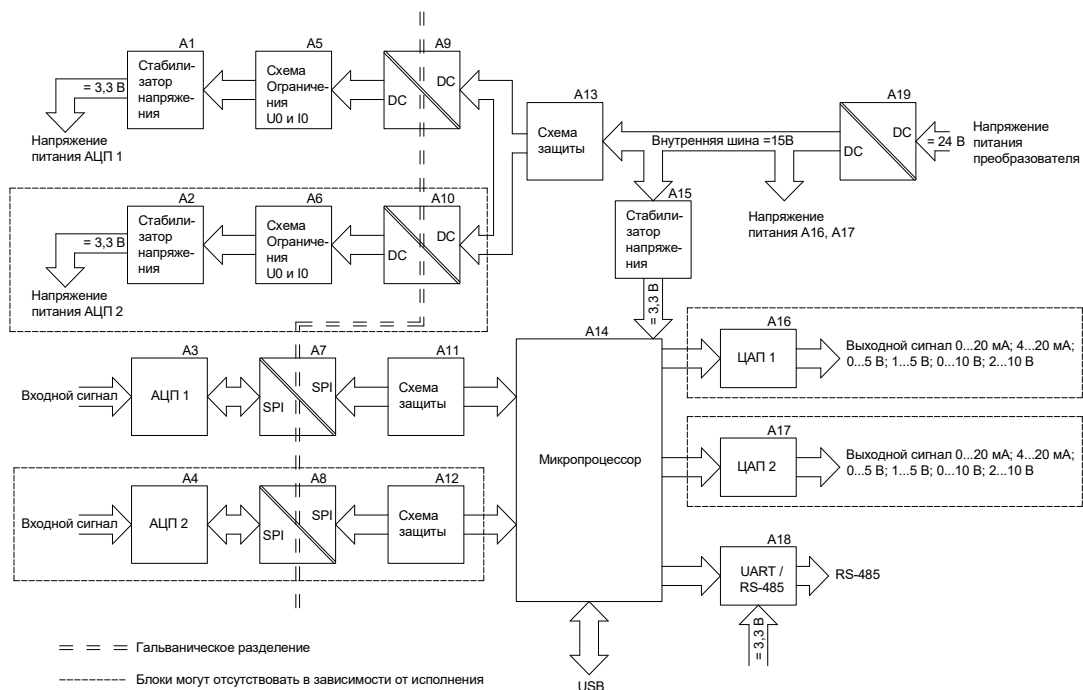 A1
Стабили-
затор
напряже-
ния
= 3,3 В
Напряжение
питания АЦП 1
A5
Схема
Ограниче-
ния
U0 и I0
A9
DC
DC
A13
Схема
защиты
Внутренняя шина =15В
A19
DC
DC
= 24 В
Напряжение
питания
преобразователя
A2
Стабили-
затор
напряже-
ния
= 3,3 В
Напряжение
питания АЦП 2
A6
Схема
Ограниче-
ния
U0 и I0
A10
DC
DC
A15
Стабили-
затор
напряже-
ния
= 3,3 В
Напряжение
питания А16, А17
A3
Входной сигнал
АЦП 1
A7
SPI
SPI
A11
Схема
защиты
A14
Микропроцессор
A16
ЦАП 1
Выходной сигнал 0...20 мА; 4...20 мА;
0...5 В; 1...5 В; 0...10 В; 2...10 В
A17
ЦАП 2
Выходной сигнал 0...20 мА; 4...20 мА;
0...5 В; 1...5 В; 0...10 В; 2...10 В
A4
Входной сигнал
АЦП 2
A8
SPI
SPI
A12
Схема
защиты
A18
UART /
RS-485
RS-485
= 3,3 В
USB
Гальваническое разделение
Блоки могут отсутствовать в зависимости от исполнения